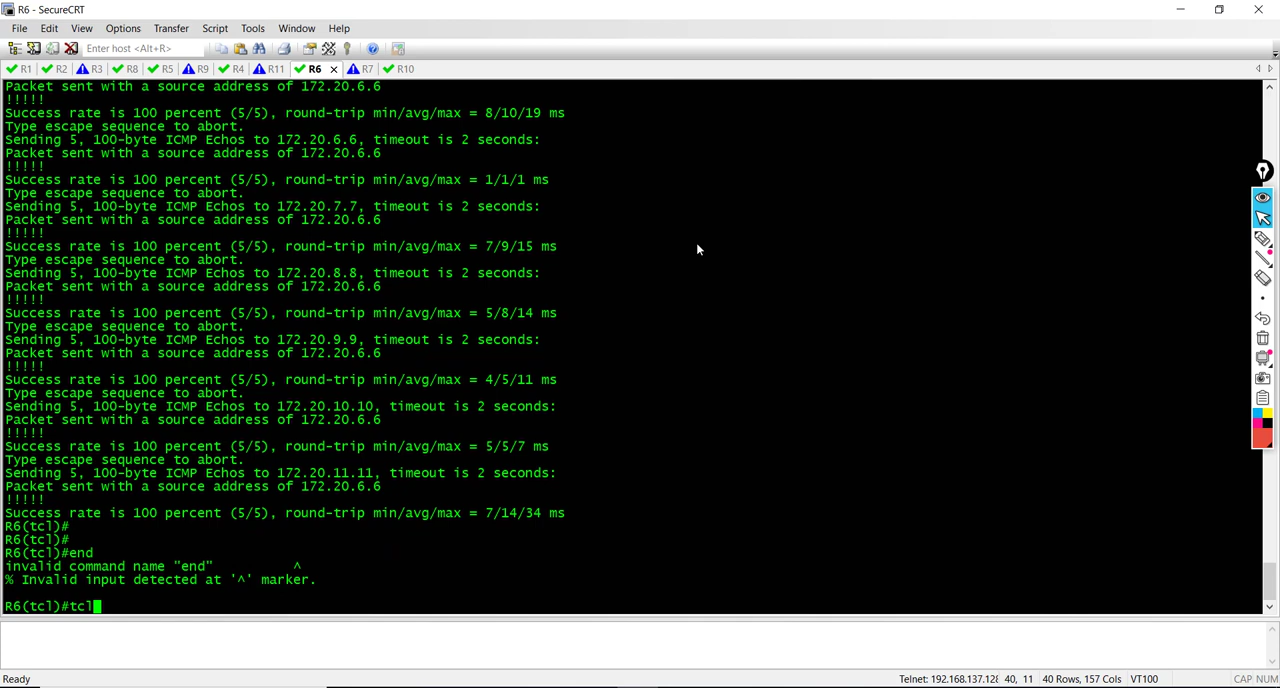 R6 - SecureCRT
File Edit View Options Transfer Script Tools Window Help
Enter host <Alt+R>
R1 R2 R3 R8 R5 R9 R4 R11 R6 R7 R10
Packet sent with a source address of 172.20.6.6
!!!!!
Success rate is 100 percent (5/5), round-trip min/avg/max = 8/10/19 ms
Type escape sequence to abort.
Sending 5, 100-byte ICMP Echos to 172.20.6.6, timeout is 2 seconds:
Packet sent with a source address of 172.20.6.6
!!!!!
Success rate is 100 percent (5/5), round-trip min/avg/max = 1/1/1 ms
Type escape sequence to abort.
Sending 5, 100-byte ICMP Echos to 172.20.7.7, timeout is 2 seconds:
Packet sent with a source address of 172.20.6.6
!!!!!
Success rate is 100 percent (5/5), round-trip min/avg/max = 7/9/15 ms
Type escape sequence to abort.
Sending 5, 100-byte ICMP Echos to 172.20.8.8, timeout is 2 seconds:
Packet sent with a source address of 172.20.6.6
!!!!!
Success rate is 100 percent (5/5), round-trip min/avg/max = 5/8/14 ms
Type escape sequence to abort.
Sending 5, 100-byte ICMP Echos to 172.20.9.9, timeout is 2 seconds:
Packet sent with a source address of 172.20.6.6
!!!!!
Success rate is 100 percent (5/5), round-trip min/avg/max = 4/5/11 ms
Type escape sequence to abort.
Sending 5, 100-byte ICMP Echos to 172.20.10.10, timeout is 2 seconds:
Packet sent with a source address of 172.20.6.6
!!!!!
Success rate is 100 percent (5/5), round-trip min/avg/max = 5/5/7 ms
Type escape sequence to abort.
Sending 5, 100-byte ICMP Echos to 172.20.11.11, timeout is 2 seconds:
Packet sent with a source address of 172.20.6.6
!!!!!
Success rate is 100 percent (5/5), round-trip min/avg/max = 7/14/34 ms
R6(tcl)#
R6(tcl)#
R6(tcl)#end
invalid command name "end" ^
% Invalid input detected at '^' marker.
R6(tcl)#tcl
Ready Telnet: 192.168.137.128 40, 11 40 Rows, 157 Cols VT100 CAP NUM